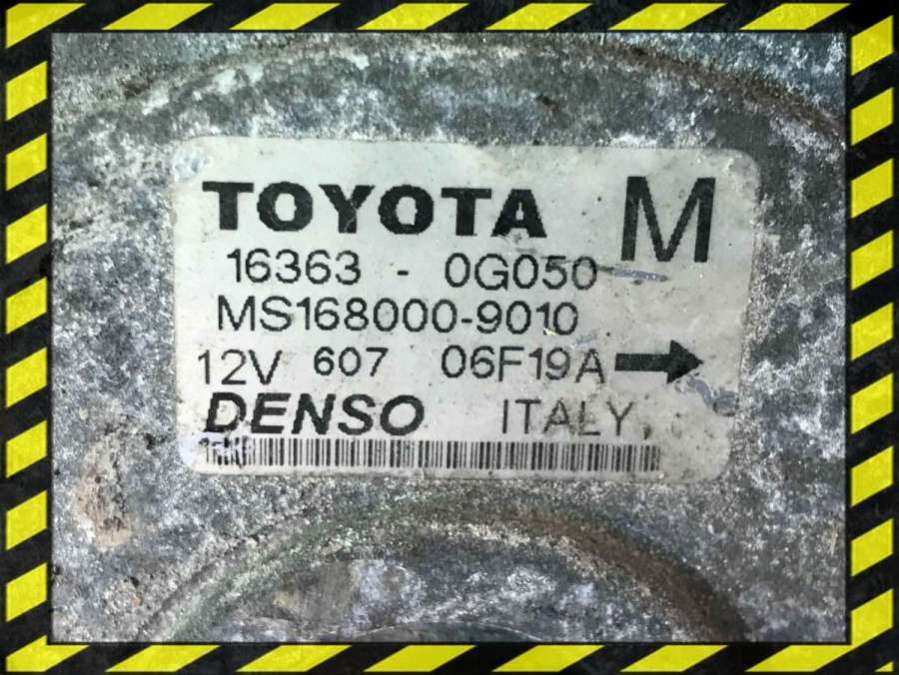 TOYOTA M
16363 - 0G050
MS168000-9010
12V 607 06F19A
DENSO ITALY